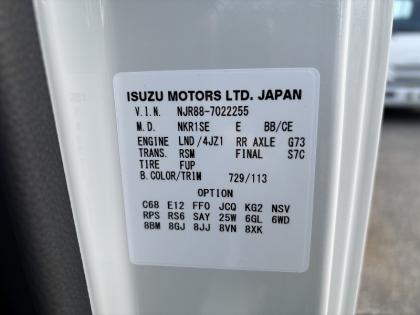 ISUZU MOTORS LTD. JAPAN
V.I.N. NJR88-7022255
M.D. NKR1SE E BB/CE
ENGINE LND/4JZ1 RR AXLE G73
TRANS. RSM FINAL S7C
TIRE FUP
B.COLOR/TRIM 729/113
OPTION
C68 E12 FF0 JCQ KG2 NSV
RPS RS6 SAY 25W 6GL 6WD
8BM 8GJ 8JJ 8VN 8XK